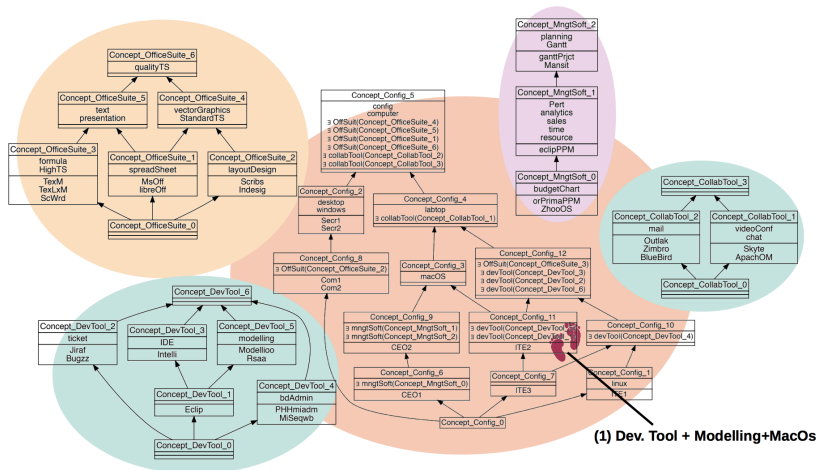 Concept_OfficeSuite_6
qualityTS
Concept_OfficeSuite_5
text
presentation
Concept_OfficeSuite_4
vectorGraphics
StandardTS
Concept_OfficeSuite_3
formula
HighTS
TexM
TexLxM
ScWrd
Concept_OfficeSuite_1
spreadSheet
MsOff
libreOff
Concept_OfficeSuite_2
layoutDesign
Scribs
Indesig
Concept_OfficeSuite_0
Concept_MngtSoft_2
planning
Gantt
ganttPrjct
Mansit
Concept_MngtSoft_1
Pert
analytics
sales
time
resource
eclipPPM
Concept_MngtSoft_0
budgetChart
orPrimaPPM
ZhooOS
Concept_Config_5
config
computer
∃ OffSuit(Concept_OfficeSuite_4)
∃ OffSuit(Concept_OfficeSuite_5)
∃ OffSuit(Concept_OfficeSuite_1)
∃ OffSuit(Concept_OfficeSuite_6)
∃ collabTool(Concept_CollabTool_2)
∃ collabTool(Concept_CollabTool_3)
Concept_Config_2
desktop
windows
Secr1
Secr2
Concept_Config_4
labtop
∃ collabTool(Concept_CollabTool_1)
Concept_Config_8
∃ OffSuit(Concept_OfficeSuite_2)
Com1
Com2
Concept_Config_3
macOS
Concept_Config_12
∃ OffSuit(Concept_OfficeSuite_3)
∃ devTool(Concept_DevTool_3)
∃ devTool(Concept_DevTool_2)
∃ devTool(Concept_DevTool_6)
Concept_Config_9
∃ mngtSoft(Concept_MngtSoft_1)
∃ mngtSoft(Concept_MngtSoft_2)
CEO2
Concept_Config_11
∃ devTool(Concept_DevTool_
∃ devTool(Concept_DevTool_
ITE2
Concept_Config_10
∃ devTool(Concept_DevTool_4)
Concept_Config_6
∃ mngtSoft(Concept_MngtSoft_0)
CEO1
Concept_Config_7
ITE3
Concept_Config_1
linux
ITE1
Concept_Config_0
Concept_CollabTool_3
Concept_CollabTool_2
mail
Outlak
Zimbro
BlueBird
Concept_CollabTool_1
videoConf
chat
Skyte
ApachOM
Concept_CollabTool_0
Concept_DevTool_6
Concept_DevTool_2
ticket
Jiraf
Bugzz
Concept_DevTool_3
IDE
Intelli
Concept_DevTool_5
modelling
Modellioo
Rsaa
Concept_DevTool_1
Eclip
Concept_DevTool_4
bdAdmin
PHHmiadm
MiSeqwb
Concept_DevTool_0
(1) Dev. Tool + Modelling+MacOs